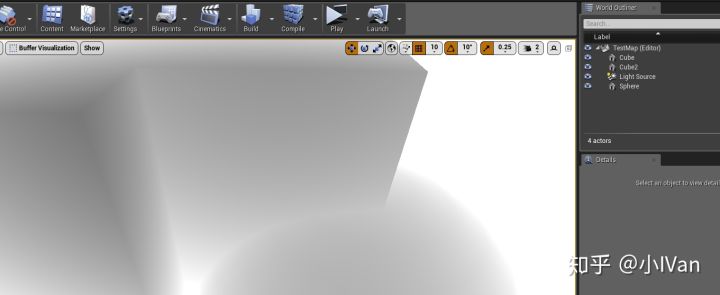 Content Marketplace Settings Blueprints Cinematics Build Compile Play Launch
Buffer Visualization Show 10 10° 0.25 2
World Outliner
Search...
Label
TestMap (Editor)
Cube
Cube2
Light Source
Sphere
4 actors
Details
Select an object to view detai
知乎 @小IVan